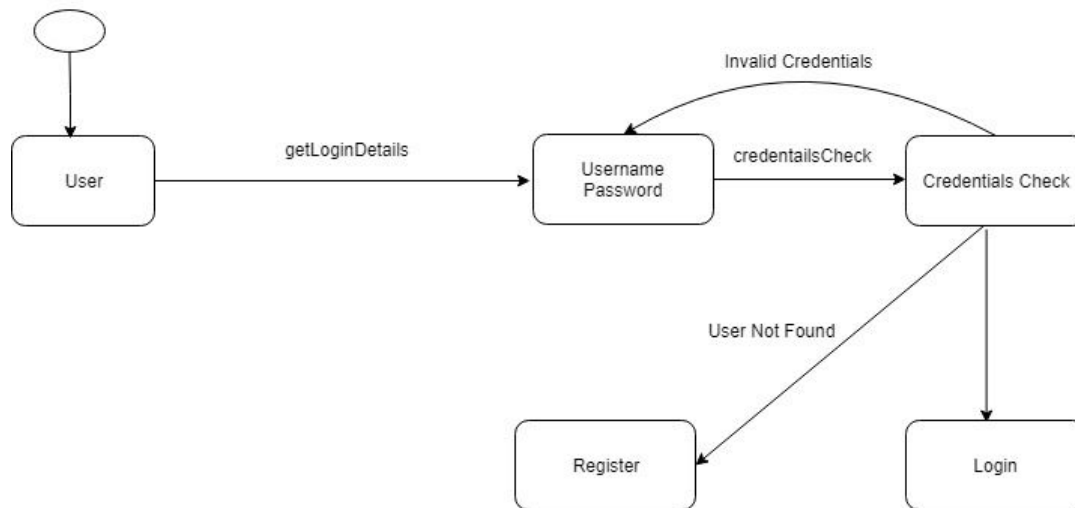 Invalid Credentials
getLoginDetails
credentailsCheck
User
Username
Password
Credentials Check
User Not Found
Register
Login